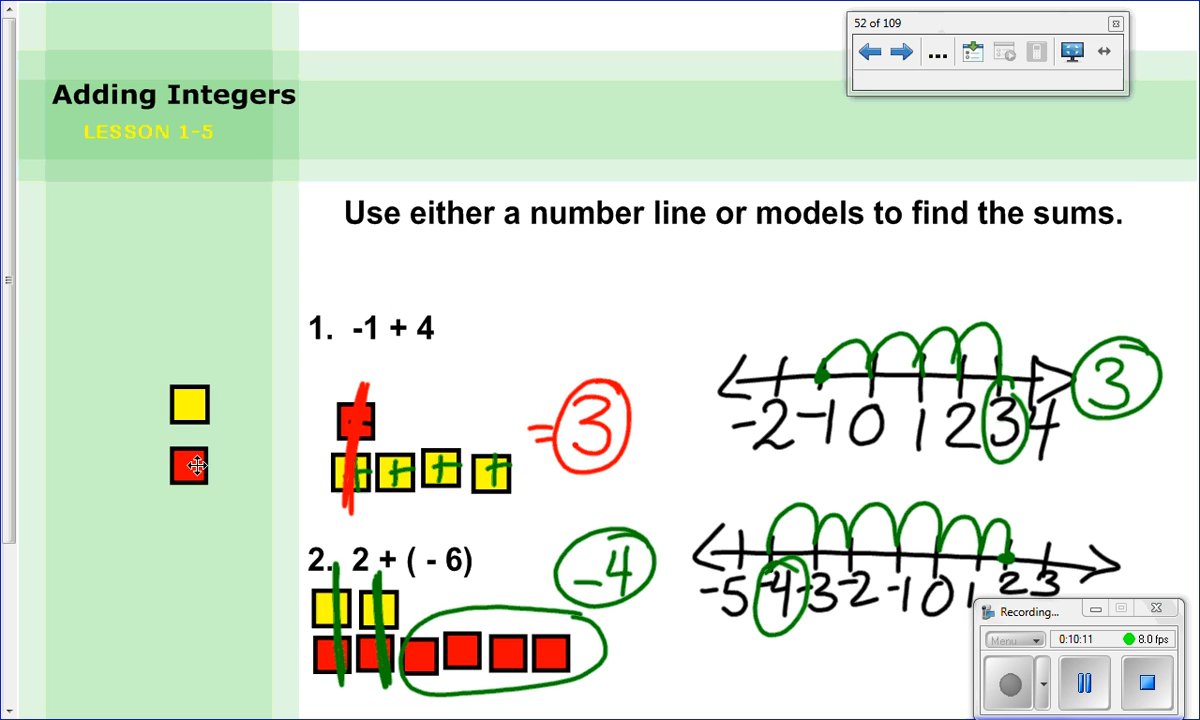 52 of 109
Adding Integers
LESSON 1-5
Use either a number line or models to find the sums.
1. -1 + 4
= 3
+ + + +
-2 -1 0 1 2 3 4
3
2. 2 + ( - 6)
-4
-5 -4 -3 -2 -1 0 1 2 3
Recording...
Menu
0:10:11
8.0 fps